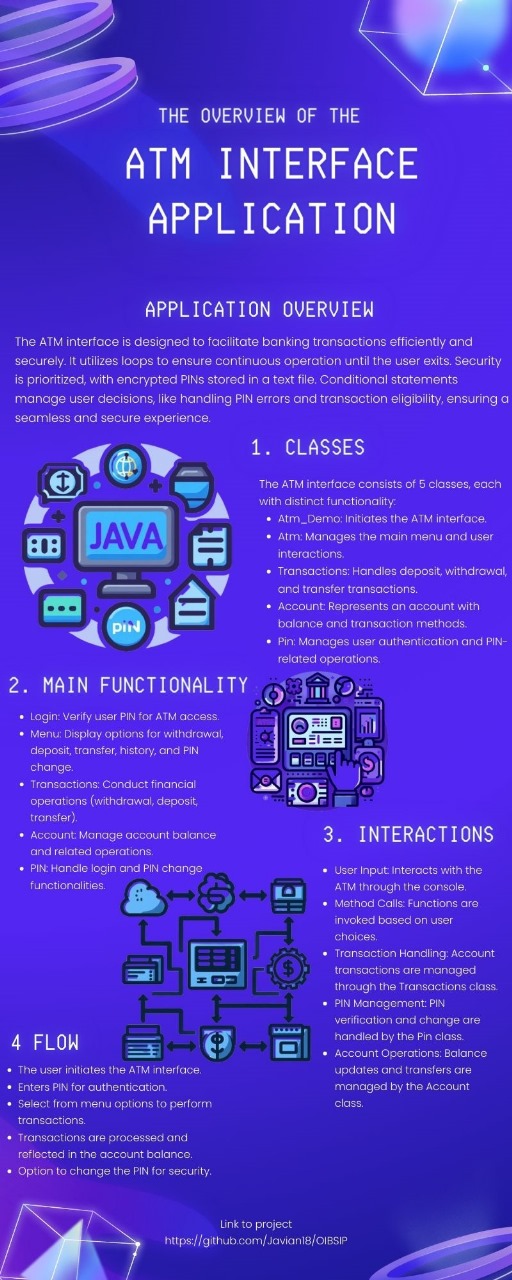 THE OVERVIEW OF THE
ATM INTERFACE
APPLICATION
APPLICATION OVERVIEW
The ATM interface is designed to facilitate banking transactions efficiently and
securely. It utilizes loops to ensure continuous operation until the user exits. Security
is prioritized, with encrypted PINs stored in a text file. Conditional statements
manage user decisions, like handling PIN errors and transaction eligibility, ensuring a
seamless and secure experience.
JAVA
pin
1. CLASSES
The ATM interface consists of 5 classes, each
with distinct functionality:
• Atm_Demo: Initiates the ATM interface.
• Atm: Manages the main menu and user
interactions.
• Transactions: Handles deposit, withdrawal,
and transfer transactions.
• Account: Represents an account with
balance and transaction methods.
• Pin: Manages user authentication and PIN-
related operations.
2. MAIN FUNCTIONALITY
• Login: Verify user PIN for ATM access.
• Menu: Display options for withdrawal,
deposit, transfer, history, and PIN
change.
• Transactions: Conduct financial
operations (withdrawal, deposit,
transfer).
• Account: Manage account balance
and related operations.
• PIN: Handle login and PIN change
functionalities.
3. INTERACTIONS
• User Input: Interacts with the
ATM through the console.
• Method Calls: Functions are
invoked based on user
choices.
• Transaction Handling: Account
transactions are managed
through the Transactions class.
• PIN Management: PIN
verification and change are
handled by the Pin class.
• Account Operations: Balance
updates and transfers are
managed by the Account
class.
4 FLOW
• The user initiates the ATM interface.
• Enters PIN for authentication.
• Select from menu options to perform
transactions.
• Transactions are processed and
reflected in the account balance.
• Option to change the PIN for security.
Link to project
https://github.com/Javian18/OIBSIP